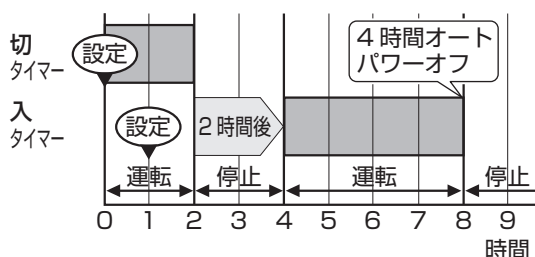 切
タイマー
設定
4時間オート
パワーオフ
入
タイマー
設定
2時間後
運転
停止
運転
停止
0 1 2 3 4 5 6 7 8 9
時間